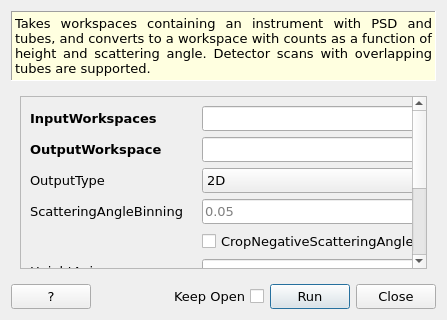 Takes workspaces containing an instrument with PSD and
tubes, and converts to a workspace with counts as a function of
height and scattering angle. Detector scans with overlapping
tubes are supported.
InputWorkspaces
OutputWorkspace
OutputType 2D
ScatteringAngleBinning 0.05
CropNegativeScatteringAngle
? Keep Open Run Close